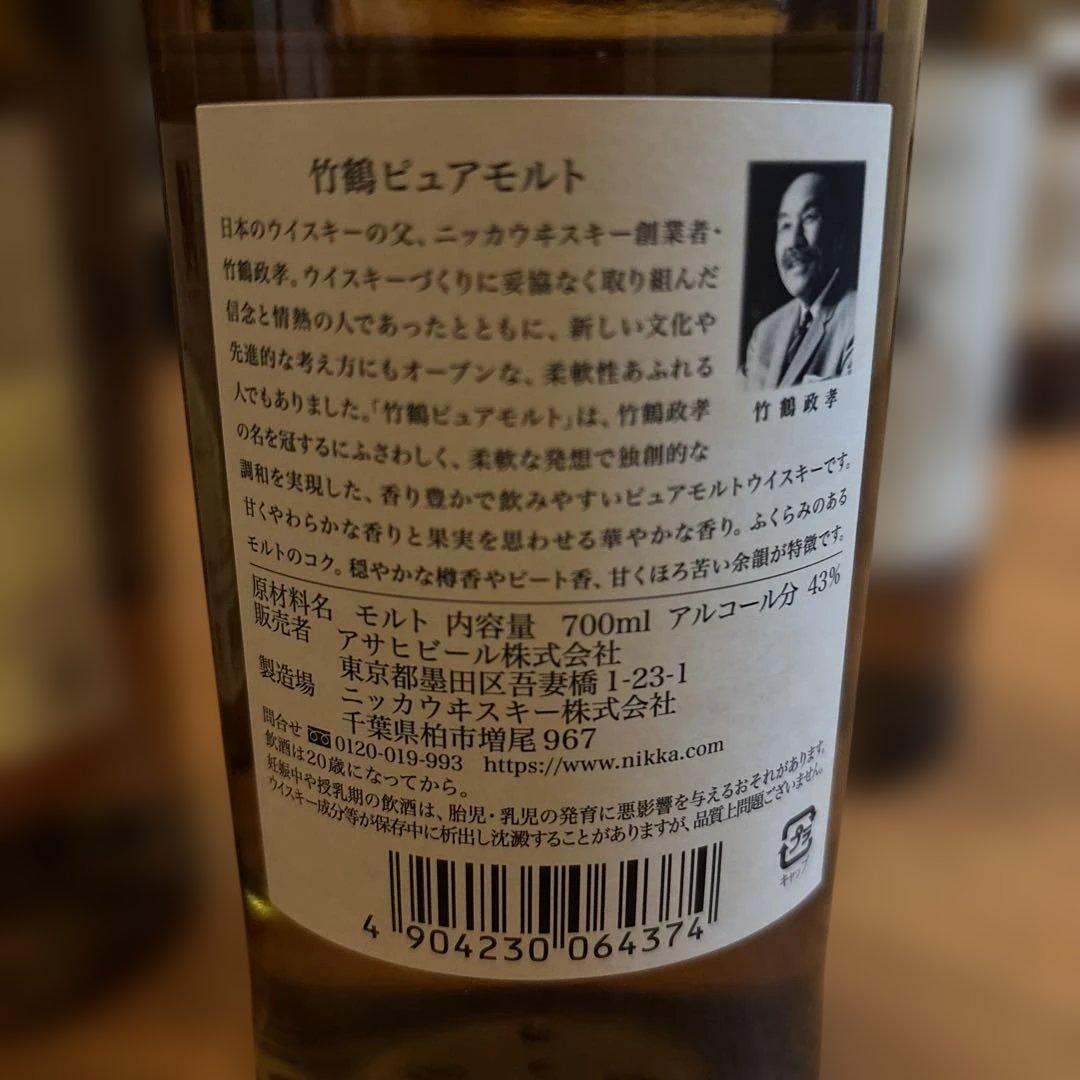 竹鶴ピュアモルト
日本のウイスキーの父、ニッカウヰスキー創業者・
竹鶴政孝。ウイスキーづくりに妥協なく取り組んだ
信念と情熱の人であったとともに、新しい文化や
先進的な考え方にもオープンな、柔軟性あふれる
人でもありました。「竹鶴ピュアモルト」は、竹鶴政孝
の名を冠するにふさわしく、柔軟な発想で独創的な
調和を実現した、香り豊かで飲みやすいピュアモルトウイスキーです。
甘くやわらかな香りと果実を思わせる華やかな香り。ふくらみのある
モルトのコク。穏やかな樽香やピート香、甘くほろ苦い余韻が特徴です。
竹鶴政孝
原材料名 モルト 内容量 700ml アルコール分 43%
販売者 アサヒビール株式会社
東京都墨田区吾妻橋1-23-1
製造場 ニッカウヰスキー株式会社
千葉県柏市増尾967
問合せ 0120-019-993 https://www.nikka.com
飲酒は20歳になってから。
妊娠中や授乳期の飲酒は、胎児・乳児の発育に悪影響を与えるおそれがあります。
ウイスキー成分等が保存中に析出し沈澱することがありますが、品質上問題ございません。
プラ
キャップ
4 904230 064374